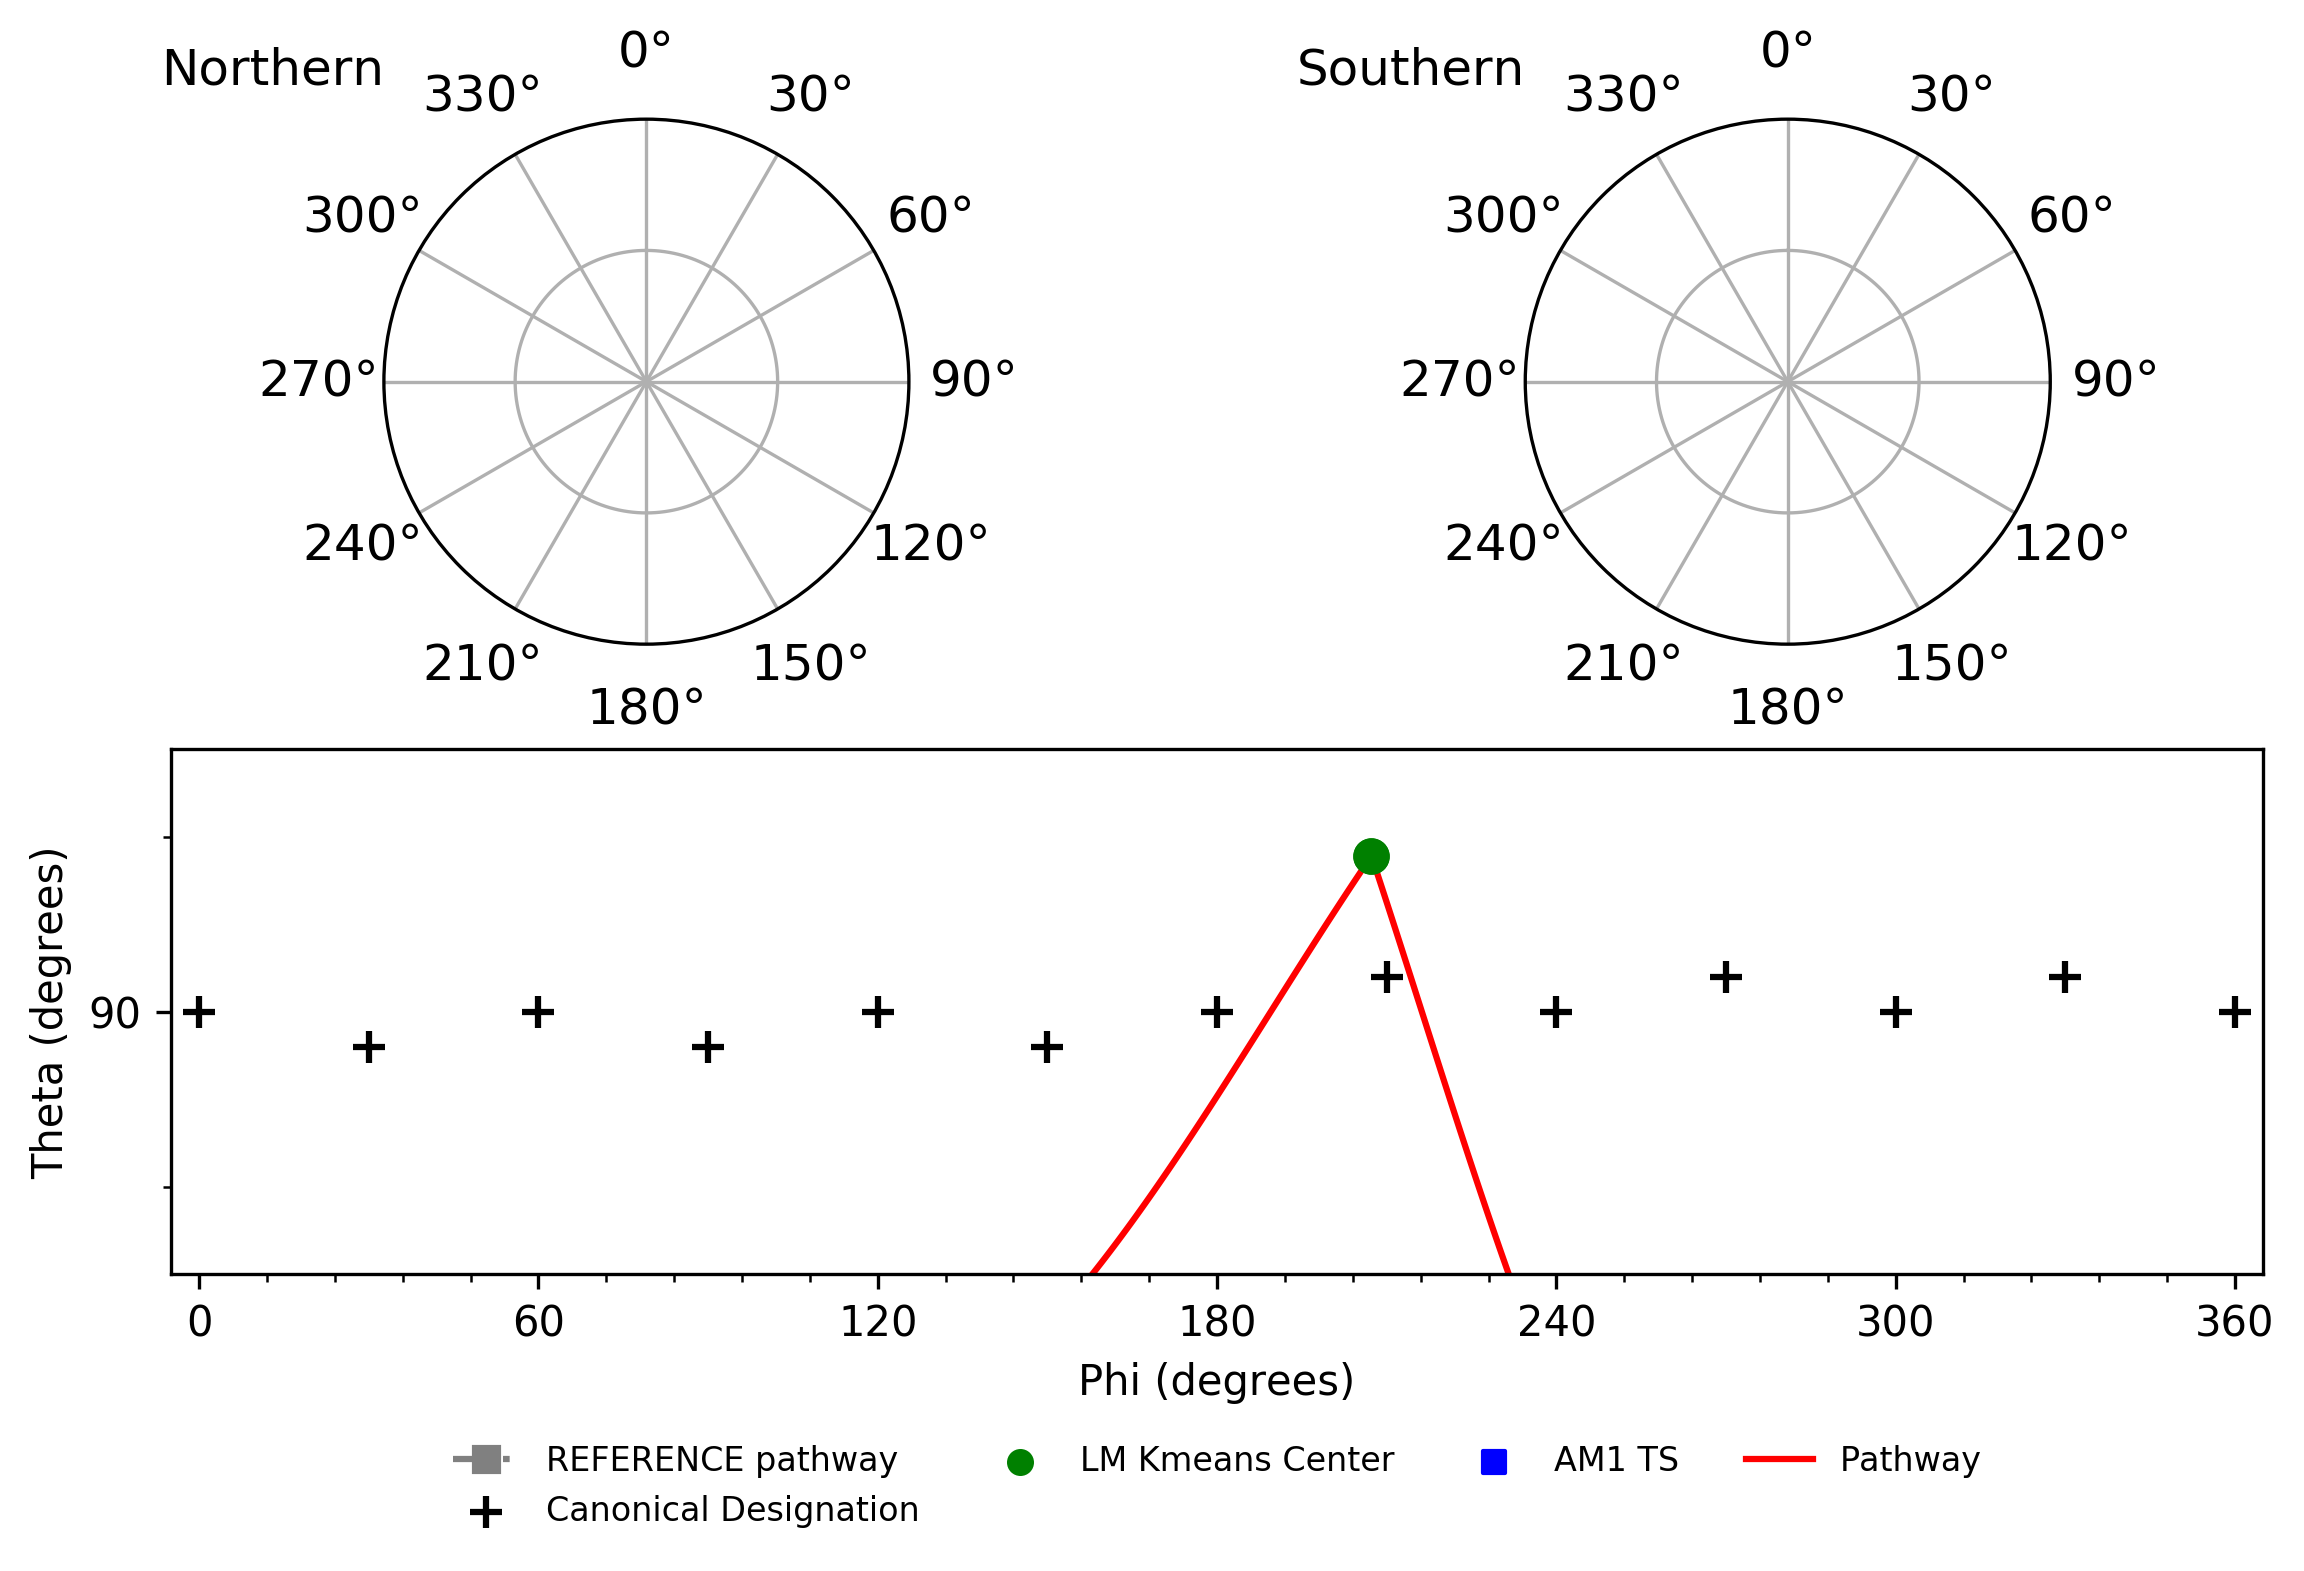 Northern
0°
330°
30°
300°
60°
270°
90°
240°
120°
210°
150°
180°
Southern
0°
330°
30°
300°
60°
270°
90°
240°
120°
210°
150°
180°
Theta (degrees)
90
0 60 120 180 240 300 360
Phi (degrees)
REFERENCE pathway
Canonical Designation
LM Kmeans Center
AM1 TS
Pathway